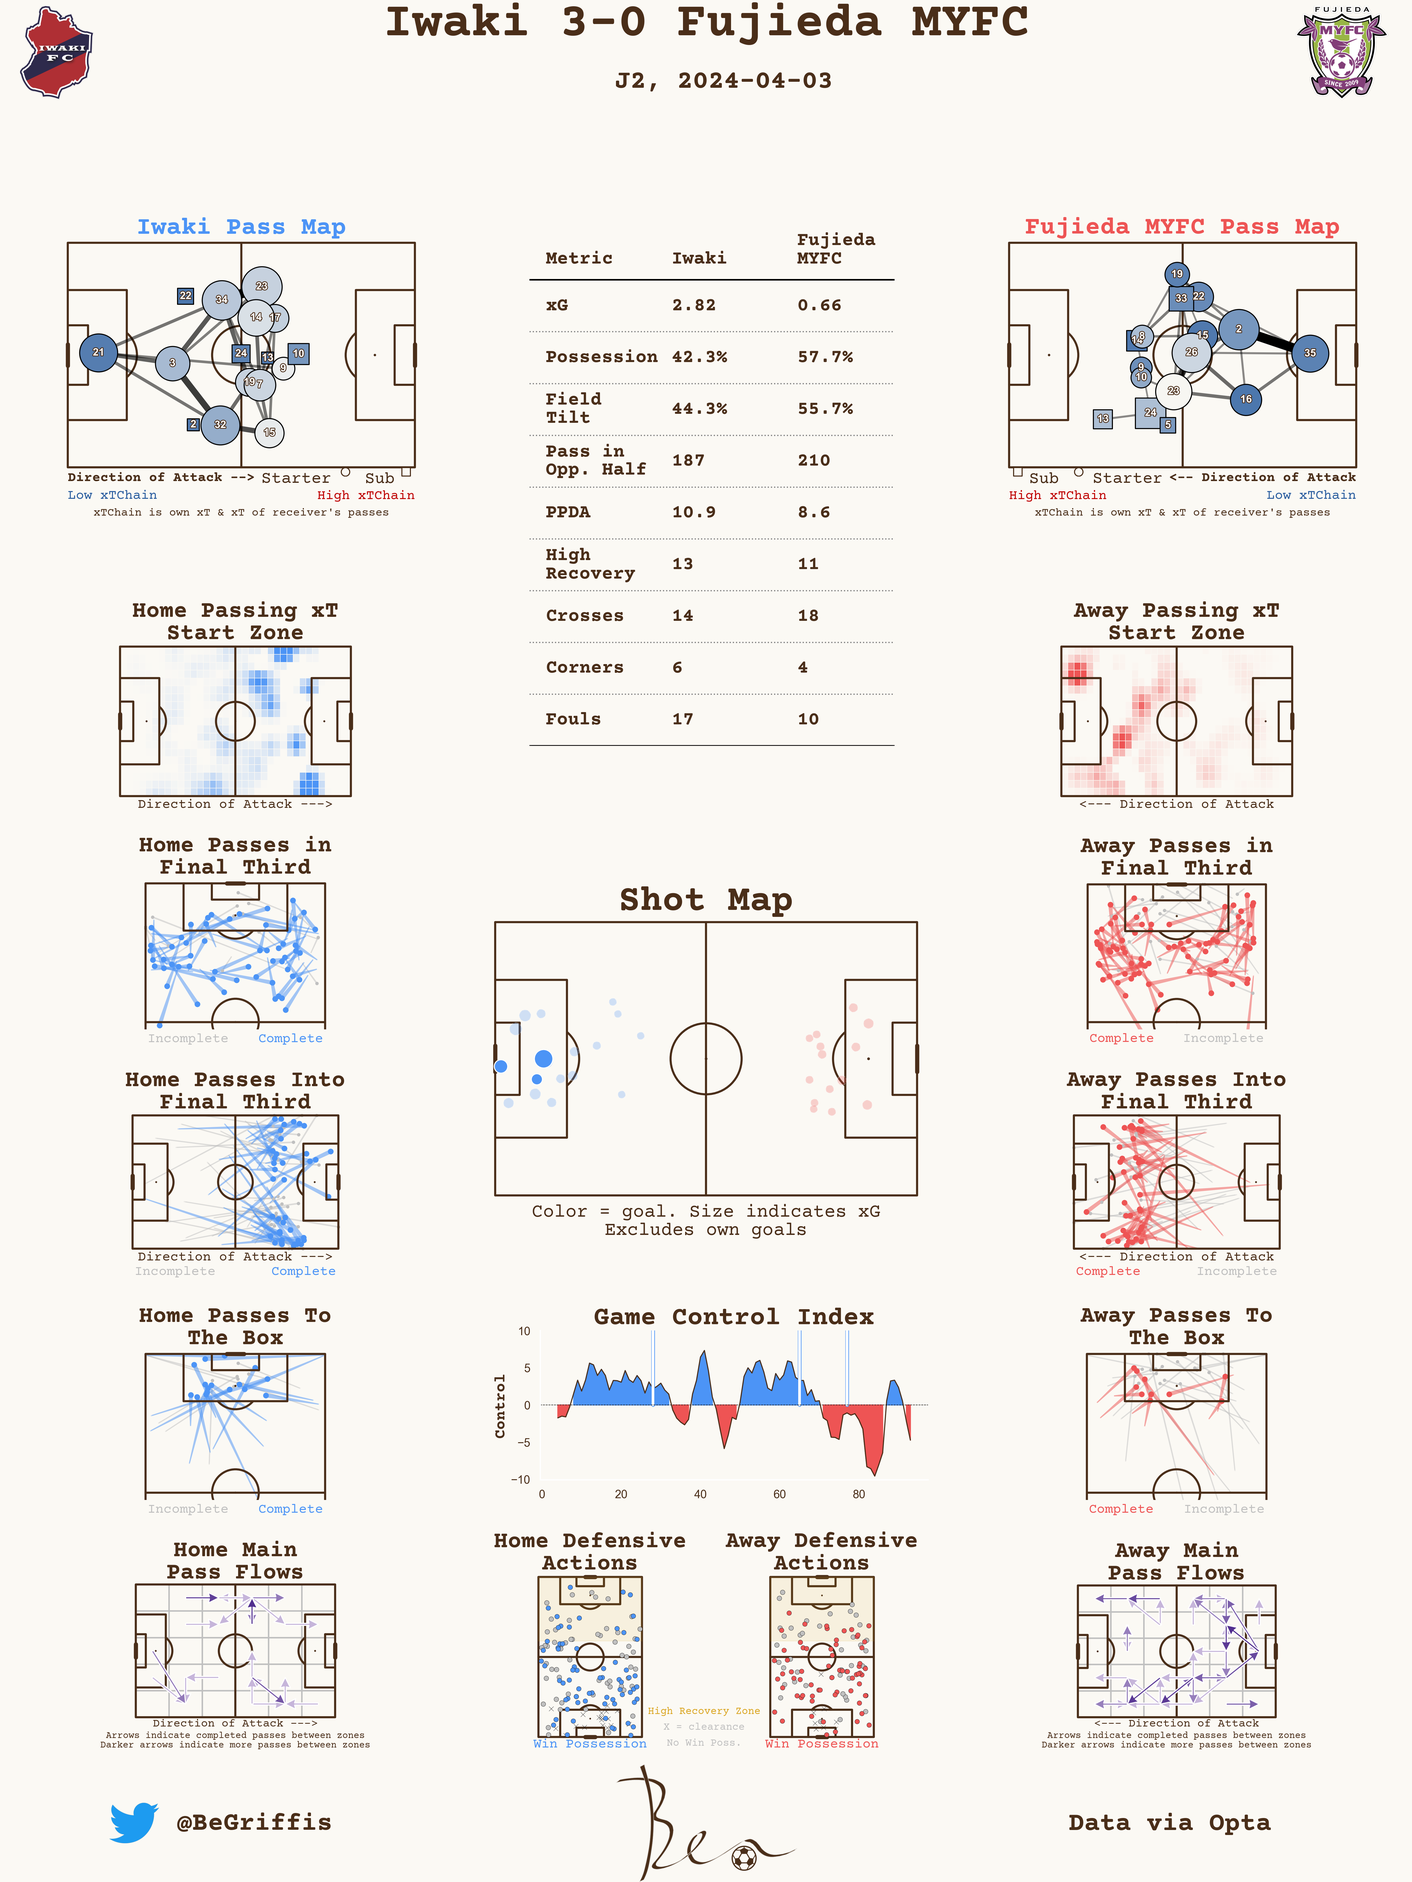 Iwaki 3-0 Fujieda MYFC
J2, 2024-04-03
IWAKI
FC
FUJIEDA
MYFC
SINCE 2009
Iwaki Pass Map
22
34
23
14
17
21
3
24
13
10
9
19
7
2
32
15
Direction of Attack --> Starter Sub
Low xTChain High xTChain
xTChain is own xT & xT of receiver's passes
Metric Iwaki Fujieda
MYFC
xG 2.82 0.66
Possession 42.3% 57.7%
Field
Tilt 44.3% 55.7%
Pass in
Opp. Half 187 210
PPDA 10.9 8.6
High
Recovery 13 11
Crosses 14 18
Corners 6 4
Fouls 17 10
Fujieda MYFC Pass Map
19
33
22
8
14
15
2
26
35
9
10
23
16
13
24
5
Sub Starter <-- Direction of Attack
High xTChain Low xTChain
xTChain is own xT & xT of receiver's passes
Home Passing xT
Start Zone
Direction of Attack --->
Away Passing xT
Start Zone
<--- Direction of Attack
Home Passes in
Final Third
Incomplete Complete
Away Passes in
Final Third
Complete Incomplete
Shot Map
Color = goal. Size indicates xG
Excludes own goals
Home Passes Into
Final Third
Direction of Attack --->
Incomplete Complete
Away Passes Into
Final Third
<--- Direction of Attack
Complete Incomplete
Home Passes To
The Box
Incomplete Complete
Game Control Index
Control
10
5
0
−5
−10
0 20 40 60 80
Away Passes To
The Box
Complete Incomplete
Home Main
Pass Flows
Direction of Attack --->
Arrows indicate completed passes between zones
Darker arrows indicate more passes between zones
Home Defensive
Actions
Win Possession
High Recovery Zone
X = clearance
No Win Poss.
Away Defensive
Actions
Win Possession
Away Main
Pass Flows
<--- Direction of Attack
Arrows indicate completed passes between zones
Darker arrows indicate more passes between zones
@BeGriffis
Ben
Data via Opta